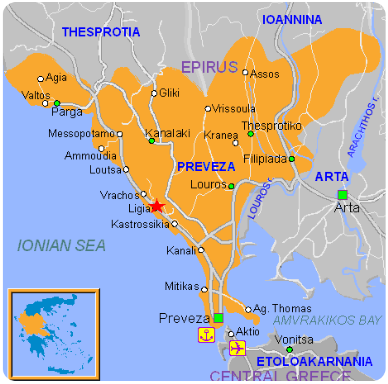 IOANNINA
THESPROTIA
EPIRUS
Agia
Assos
Gliki
Valtos
Parga
Vrissoula
Thesprotiko
Messopotamo
Kanalaki
Kranea
ARACHTHOS r.
Ammoudia
Filipiada
Loutsa
PREVEZA
ARTA
Louros
Vrachos
LOUROS r.
Ligia
Arta
Kastrossikia
IONIAN SEA
Kanali
Mitikas
Ag. Thomas
Preveza
AMVRAKIKOS BAY
Aktio
Vonitsa
ETOLOAKARNANIA
CENTRAL GREECE